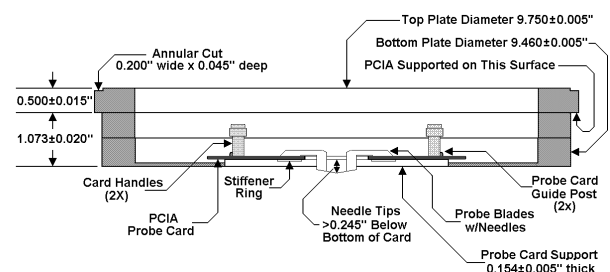 Top Plate Diameter 9.750±0.005"
Annular Cut
0.200" wide x 0.045" deep
Bottom Plate Diameter 9.460±0.005"
PCIA Supported on This Surface
0.500±0.015"
1.073±0.020"
Card Handles
(2X)
Stiffener
Ring
PCIA
Probe Card
Needle Tips
>0.245" Below
Bottom of Card
Probe Blades
w/Needles
Probe Card
Guide Post
(2x)
Probe Card Support
0.154±0.005" thick